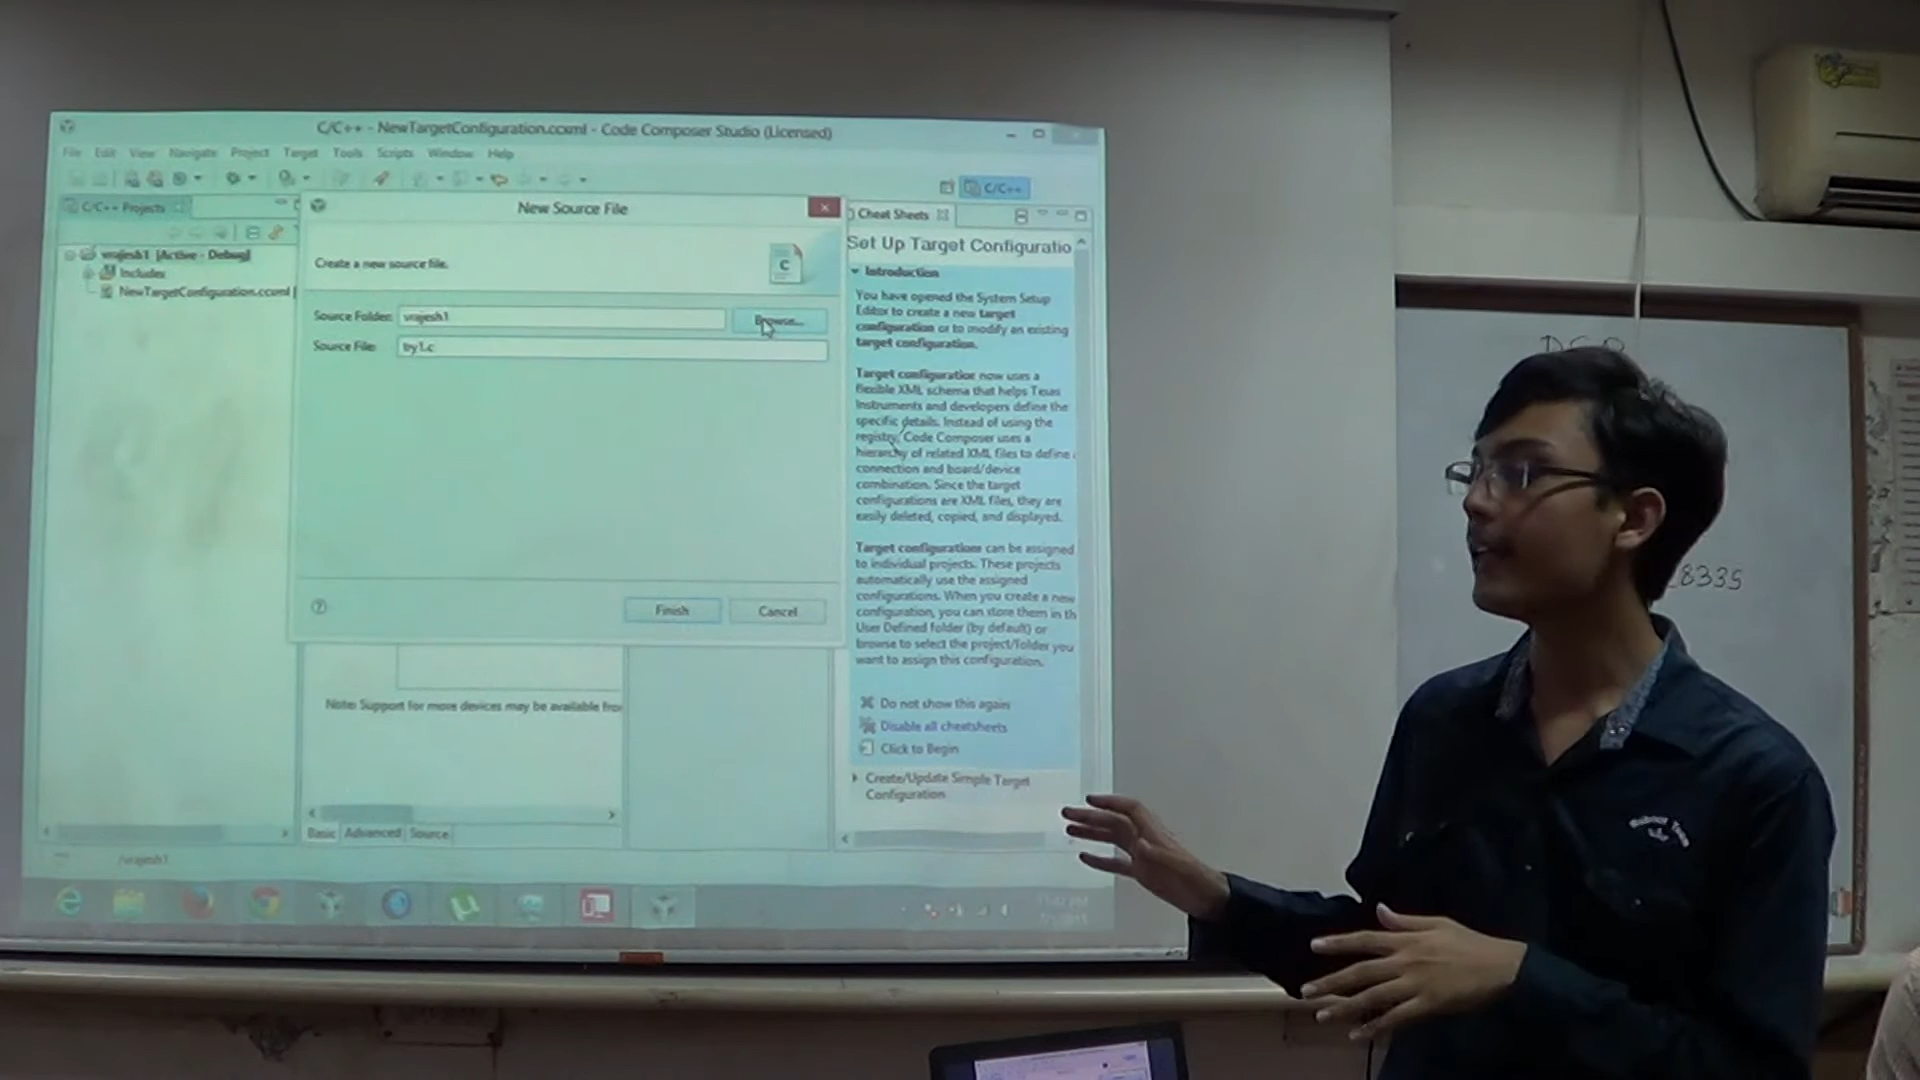 C/C++ - NewTargetConfiguration.ccxml - Code Composer Studio (Licensed)
File Edit View Navigate Project Target Tools Scripts Window Help
C/C++
C/C++ Projects
vrajesh1 [Active - Debug]
Includes
NewTargetConfiguration.ccxml [
New Source File
Create a new source file.
C
Source Folder: vrajesh1
Browse...
Source File:
Finish
Cancel
Note: Support for more devices may be available fro
Basic Advanced Source
/vrajesh1
Cheat Sheets
Set Up Target Configuratio
Introduction
You have opened the System Setup
Editor to create a new target
configuration or to modify an existing
target configuration.
Target configuration now uses a
flexible XML schema that helps Texas
Instruments and developers define the
specific details. Instead of using the
registry, Code Composer uses a
hierarchy of related XML files to define
connection and board/device
combination. Since the target
configurations are XML files, they are
easily deleted, copied, and displayed.
Target configurations can be assigned
to individual projects. These projects
automatically use the assigned
configurations. When you create a new
configuration, you can store them in th
User Defined folder (by default) or
browse to select the project/folder you
want to assign this configuration.
Do not show this again
Disable all cheatsheets
Click to Begin
Create/Update Simple Target
Configuration
8335